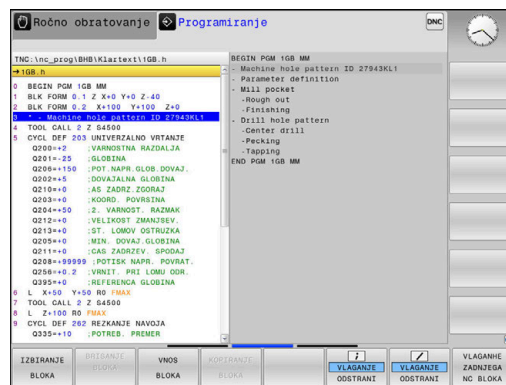 Ročno obratovanje
Programiranje
DNC
TNC:\nc_prog\BHB\Klartext\1GB.h
→1GB.h
0 BEGIN PGM 1GB MM
1 BLK FORM 0.1 Z X+0 Y+0 Z-40
2 BLK FORM 0.2 X+100 Y+100 Z+0
3 * - Machine hole pattern ID 27943KL1
4 TOOL CALL 2 Z S4500
5 CYCL DEF 203 UNIVERZALNO VRTANJE
Q200=+2 ;VARNOSTNA RAZDALJA
Q201=-25 ;GLOBINA
Q206=+150 ;POT.NAPR.GLOB.DOVAJ.
Q202=+5 ;DOVAJALNA GLOBINA
Q210=+0 ;AS ZADRZ.ZGORAJ
Q203=+0 ;KOORD. POVRSINA
Q204=+50 ;2. VARNOST. RAZMAK
Q212=+0 ;VELIKOST ZMANJSEV.
Q213=+0 ;ST. LOMOV OSTRUZKA
Q205=+0 ;MIN. DOVAJ.GLOBINA
Q211=+0 ;CAS ZADRZEV. SPODAJ
Q208=+99999 ;POTISK NAPR. POVRAT.
Q256=+0.2 ;VRNIT. PRI LOMU ODR.
Q395=+0 ;REFERENCA GLOBINA
6 L X+50 Y+50 R0 FMAX
7 TOOL CALL 2 Z S4500
8 L Z+100 R0 FMAX
9 CYCL DEF 262 REZKANJE NAVOJA
Q335=+10 ;POTREB. PREMER
BEGIN PGM 1GB MM
- Machine hole pattern ID 27943KL1
- Parameter definition
- Mill pocket
-Rough out
-Finishing
- Drill hole pattern
-Center drill
-Pecking
-Tapping
END PGM 1GB MM
IZBIRANJE
BLOKA
BRISANJE
BLOKA
VNOS
BLOKA
KOPIRANJE
BLOKA
VLAGANJE
ODSTRANI
VLAGANJE
ODSTRANI
VLAGANHE
ZADNJEGA
NC BLOKA